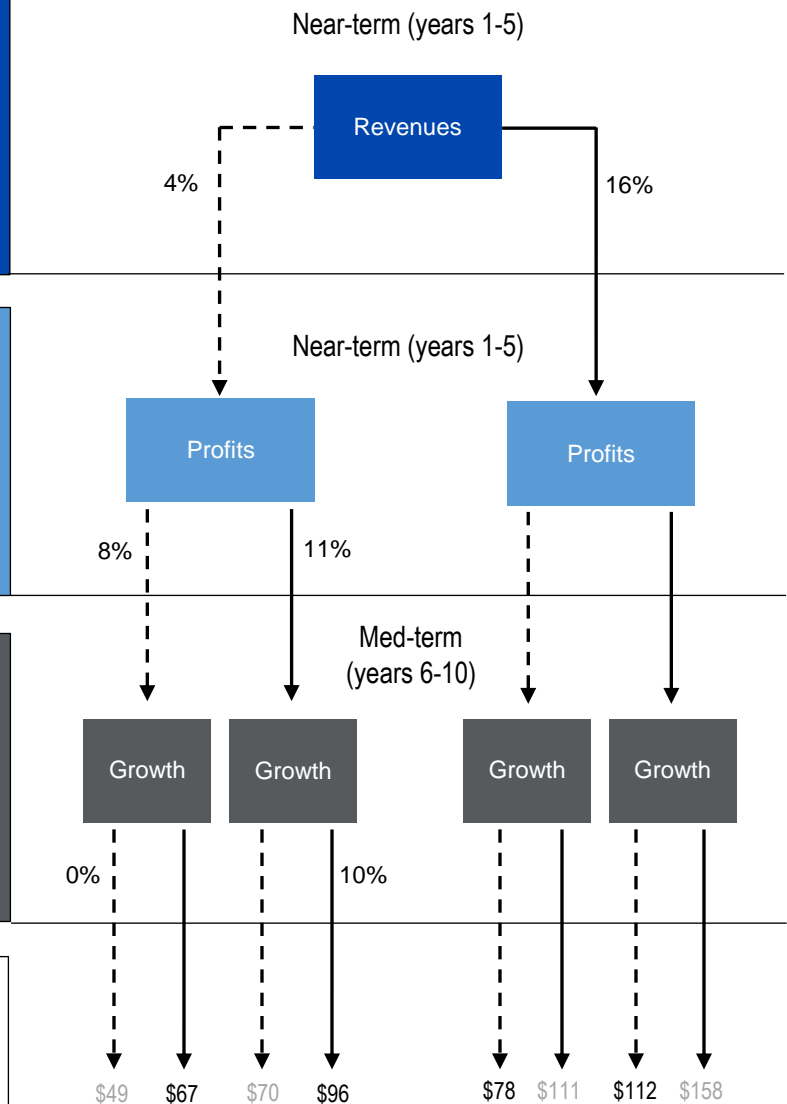 Near-term (years 1-5)
Revenues
4%
16%
Near-term (years 1-5)
Profits
Profits
8%
11%
Med-term
(years 6-10)
Growth
Growth
Growth
Growth
0%
10%
$49 $67 $70 $96 $78 $111 $112 $158